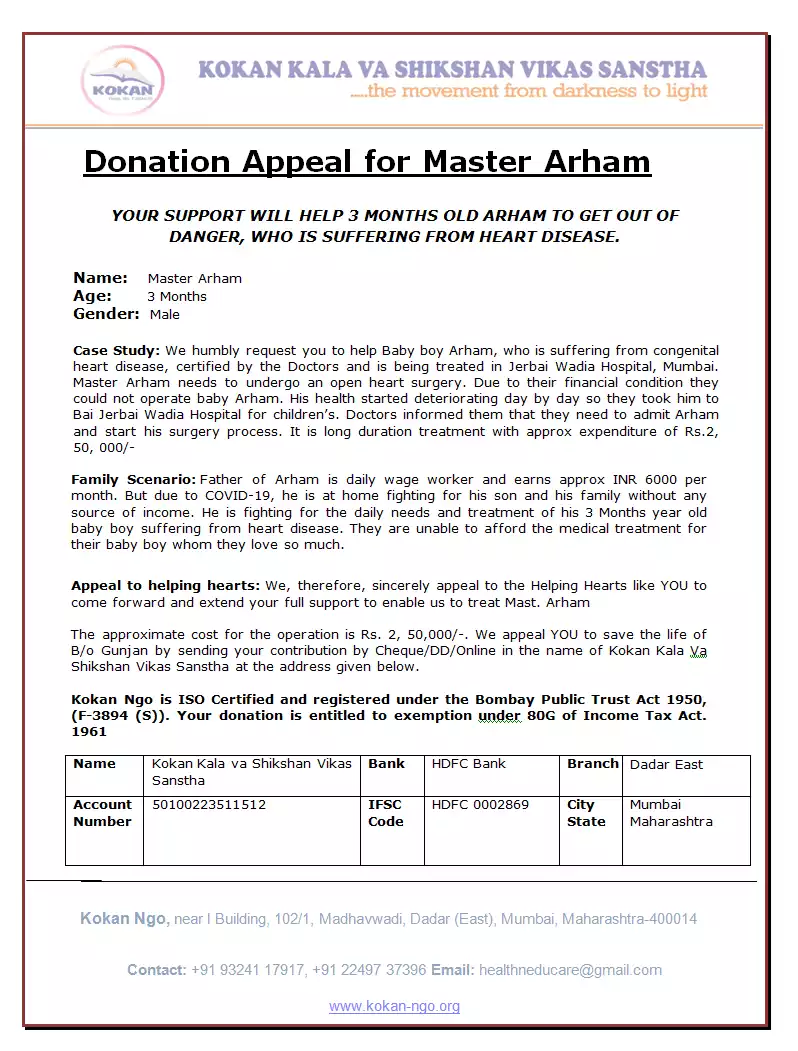 KOKAN
KOKAN KALA VA SHIKSHAN VIKAS SANSTHA
.....the movement from darkness to light
Donation Appeal for Master Arham
YOUR SUPPORT WILL HELP 3 MONTHS OLD ARHAM TO GET OUT OF
DANGER, WHO IS SUFFERING FROM HEART DISEASE.
Name: Master Arham
Age: 3 Months
Gender: Male
Case Study: We humbly request you to help Baby boy Arham, who is suffering from congenital
heart disease, certified by the Doctors and is being treated in Jerbai Wadia Hospital, Mumbai.
Master Arham needs to undergo an open heart surgery. Due to their financial condition they
could not operate baby Arham. His health started deteriorating day by day so they took him to
Bai Jerbai Wadia Hospital for children's. Doctors informed them that they need to admit Arham
and start his surgery process. It is long duration treatment with approx expenditure of Rs.2,
50, 000/-
Family Scenario: Father of Arham is daily wage worker and earns approx INR 6000 per
month. But due to COVID-19, he is at home fighting for his son and his family without any
source of income. He is fighting for the daily needs and treatment of his 3 Months year old
baby boy suffering from heart disease. They are unable to afford the medical treatment for
their baby boy whom they love so much.
Appeal to helping hearts: We, therefore, sincerely appeal to the Helping Hearts like YOU to
come forward and extend your full support to enable us to treat Mast. Arham
The approximate cost for the operation is Rs. 2, 50,000/-. We appeal YOU to save the life of
B/o Gunjan by sending your contribution by Cheque/DD/Online in the name of Kokan Kala Va
Shikshan Vikas Sanstha at the address given below.
Kokan Ngo is ISO Certified and registered under the Bombay Public Trust Act 1950,
(F-3894 (S)). Your donation is entitled to exemption under 80G of Income Tax Act.
1961
Name Kokan Kala va Shikshan Vikas Bank HDFC Bank Branch Dadar East
Sanstha
Account 50100223511512 IFSC HDFC 0002869 City Mumbai
Number Code State Maharashtra
Kokan Ngo, near I Building, 102/1, Madhavwadi, Dadar (East), Mumbai, Maharashtra-400014
Contact: +91 93241 17917, +91 22497 37396 Email: healthneducare@gmail.com
www.kokan-ngo.org